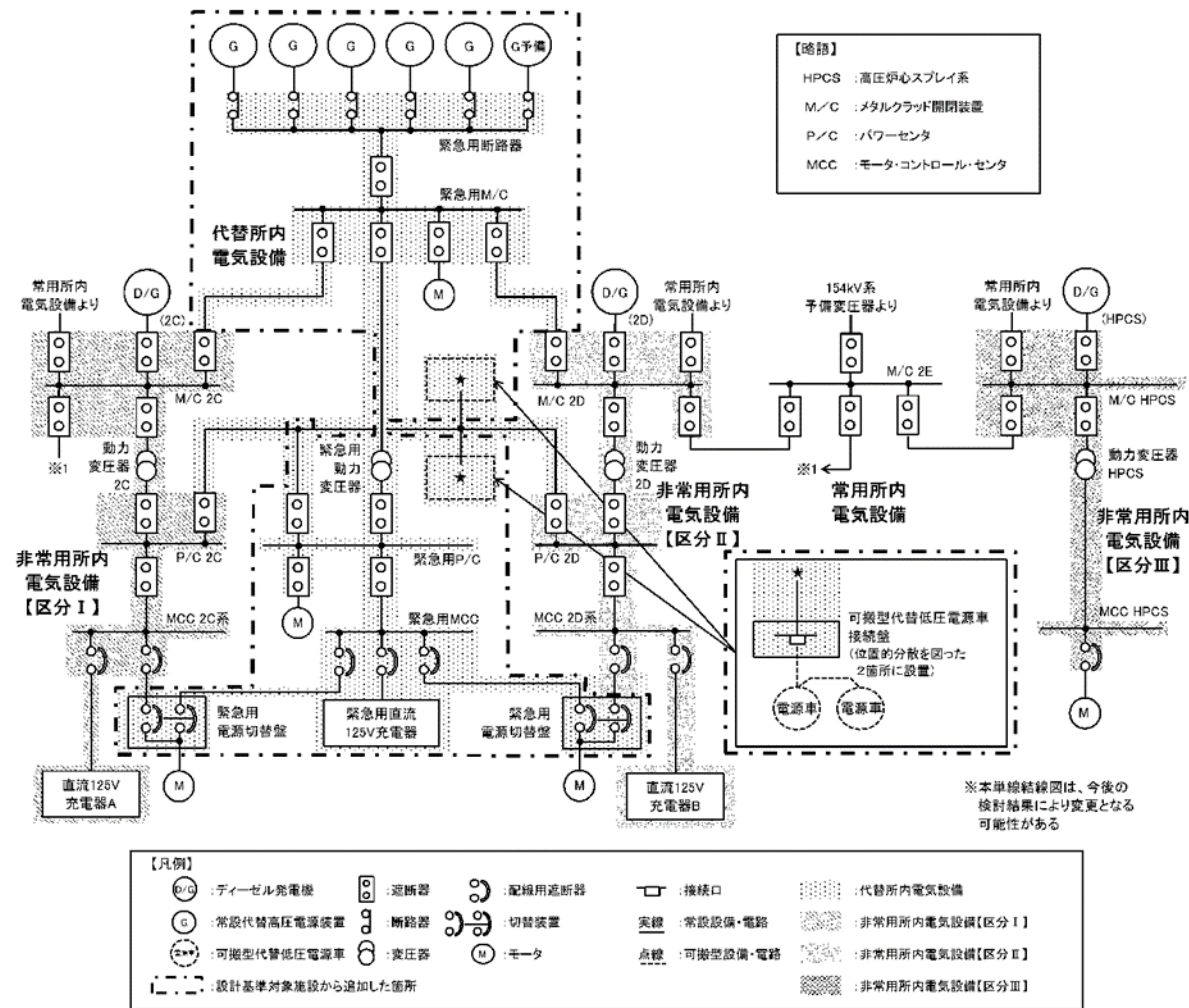 G
G
G
G
G
G予備
緊急用断路器
緊急用M/C
代替所内
電気設備
M
【略語】
HPCS :高圧炉心スプレイ系
M/C :メタルクラッド開閉装置
P/C :パワーセンタ
MCC :モータ・コントロール・センタ
常用所内
電気設備より
D/G
(2C)
D/G
(2D)
常用所内
電気設備より
154kV系
予備変圧器より
常用所内
電気設備より
D/G
(HPCS)
M/C 2C
M/C 2D
M/C 2E
M/C HPCS
※1
動力
変圧器
2C
緊急用
動力
変圧器
動力
変圧器
2D
※1
動力変圧器
HPCS
非常用所内
電気設備
【区分Ⅱ】
常用所内
電気設備
非常用所内
電気設備
【区分Ⅲ】
P/C 2C
緊急用P/C
P/C 2D
非常用所内
電気設備
【区分Ⅰ】
M
MCC 2C系
緊急用MCC
MCC 2D系
MCC HPCS
★
★
★
可搬型代替低圧電源車
接続盤
(位置的分散を図った
2箇所に設置)
電源車
電源車
緊急用
電源切替盤
緊急用直流
125V充電器
緊急用
電源切替盤
M
M
M
直流125V
充電器A
直流125V
充電器B
※本単線結線図は、今後の
検討結果により変更となる
可能性がある
【凡例】
D/G :ディーゼル発電機
:遮断器
:配線用遮断器
:接続口
:代替所内電気設備
G :常設代替高圧電源装置
:断路器
:切替装置
実線 :常設設備・電路
:非常用所内電気設備【区分Ⅰ】
電源車 :可搬型代替低圧電源車
:変圧器
M :モータ
点線 :可搬型設備・電路
:非常用所内電気設備【区分Ⅱ】
:設計基準対象施設から追加した箇所
:非常用所内電気設備【区分Ⅲ】